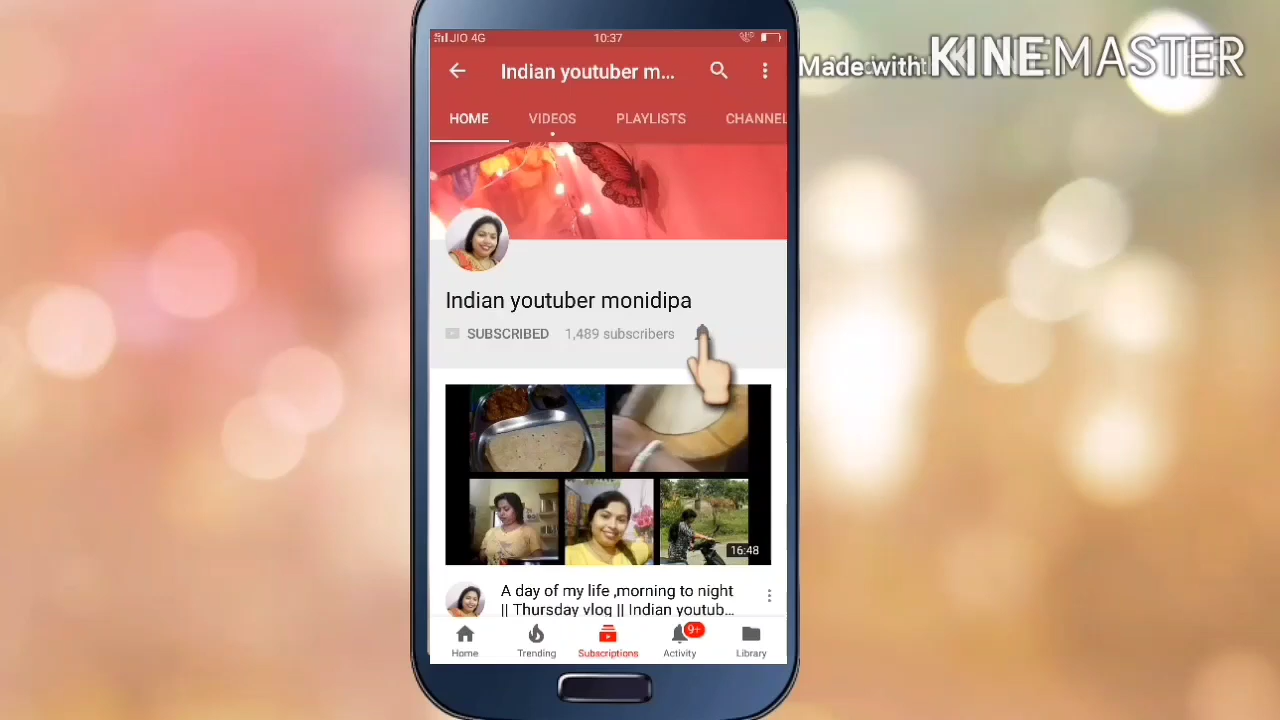 JIO 4G 10:37
Indian youtuber m...
Made with KINEMASTER
HOME VIDEOS PLAYLISTS CHANNEL
Indian youtuber monidipa
SUBSCRIBED 1,489 subscribers
16:48
A day of my life ,morning to night
|| Thursday vlog || Indian youtub...
9+
Home Trending Subscriptions Activity Library